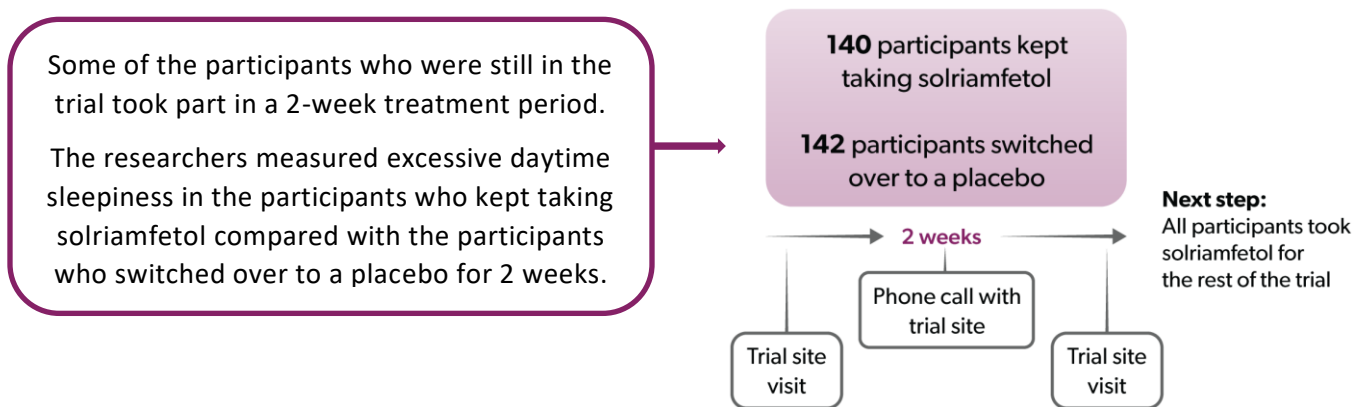 Some of the participants who were still in the
trial took part in a 2-week treatment period.
The researchers measured excessive daytime
sleepiness in the participants who kept taking
solriamfetol compared with the participants
who switched over to a placebo for 2 weeks.
140 participants kept
taking solriamfetol
142 participants switched
over to a placebo
2 weeks
Phone call with
trial site
Trial site
visit
Trial site
visit
Next step:
All participants took
solriamfetol for
the rest of the trial